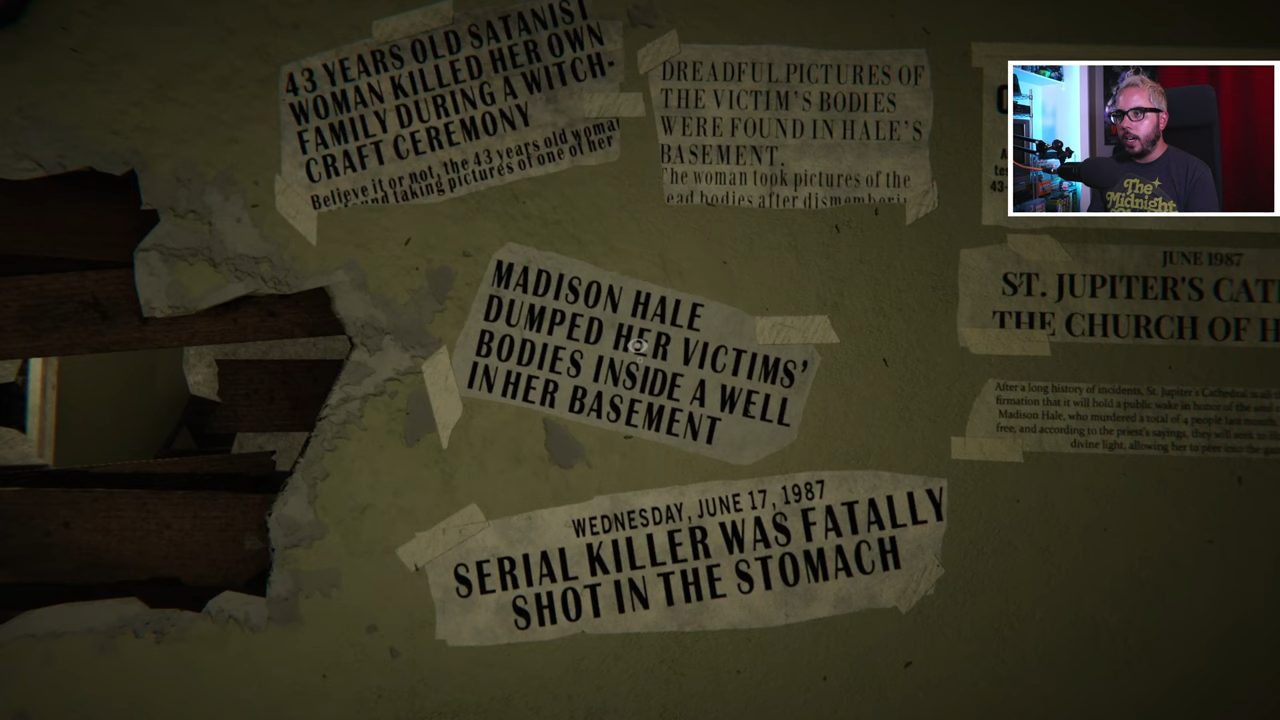 43 YEARS OLD SATANIST
WOMAN KILLED HER OWN
FAMILY DURING A WITCH-
CRAFT CEREMONY
Believe it or not, the 43 years old woman
taking pictures of one of her
DREADFUL PICTURES OF
THE VICTIM'S BODIES
WERE FOUND IN HALE'S
BASEMENT.
The woman took pictures of the
ead bodies after dismemberi
MADISON HALE
DUMPED HER VICTIMS'
BODIES INSIDE A WELL
IN HER BASEMENT
WEDNESDAY, JUNE 17, 1987
SERIAL KILLER WAS FATALLY
SHOT IN THE STOMACH
43-
JUNE 1987
ST. JUPITER'S CAT
THE CHURCH OF H
After a long history of incidents, St. Jupiter's Cathedral
firmation that it will hold a public wake in honor of the
Madison Hale, who murdered a total of 4 people last month
free, and according to the priest's sayings, they will seek
divine light, allowing her to peer into the
The
Midnight